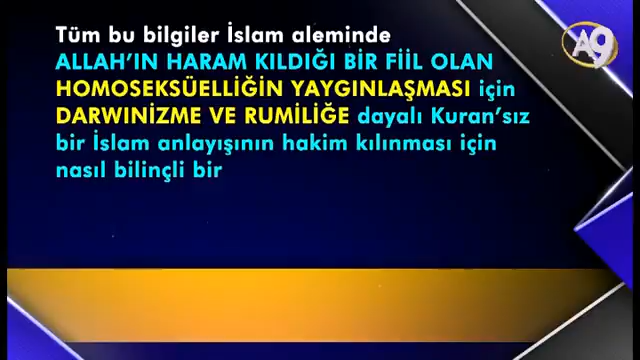 A9
Tüm bu bilgiler İslam aleminde
ALLAH’IN HARAM KILDIĞI BİR FİİL OLAN
HOMOSEKSÜELLİĞİN YAYGINLAŞMASI için
DARWINİZME VE RUMİLİĞE dayalı Kuran’sız
bir İslam anlayışının hakim kılınması için
nasıl bilinçli bir